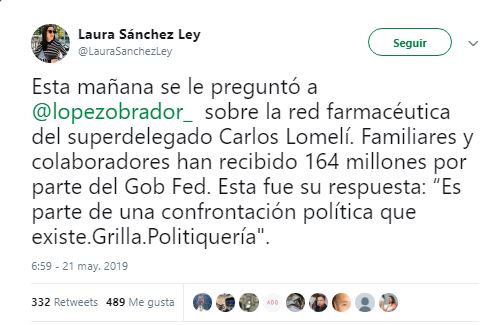 Laura Sánchez Ley
@LauraSanchezLey
Seguir
Esta mañana se le preguntó a
@lopezobrador_ sobre la red farmacéutica
del superdelegado Carlos Lomelí. Familiares y
colaboradores han recibido 164 millones por
parte del Gob Fed. Esta fue su respuesta: “Es
parte de una confrontación política que
existe.Grilla.Politiquería".
6:59 - 21 may. 2019
332 Retweets 489 Me gusta